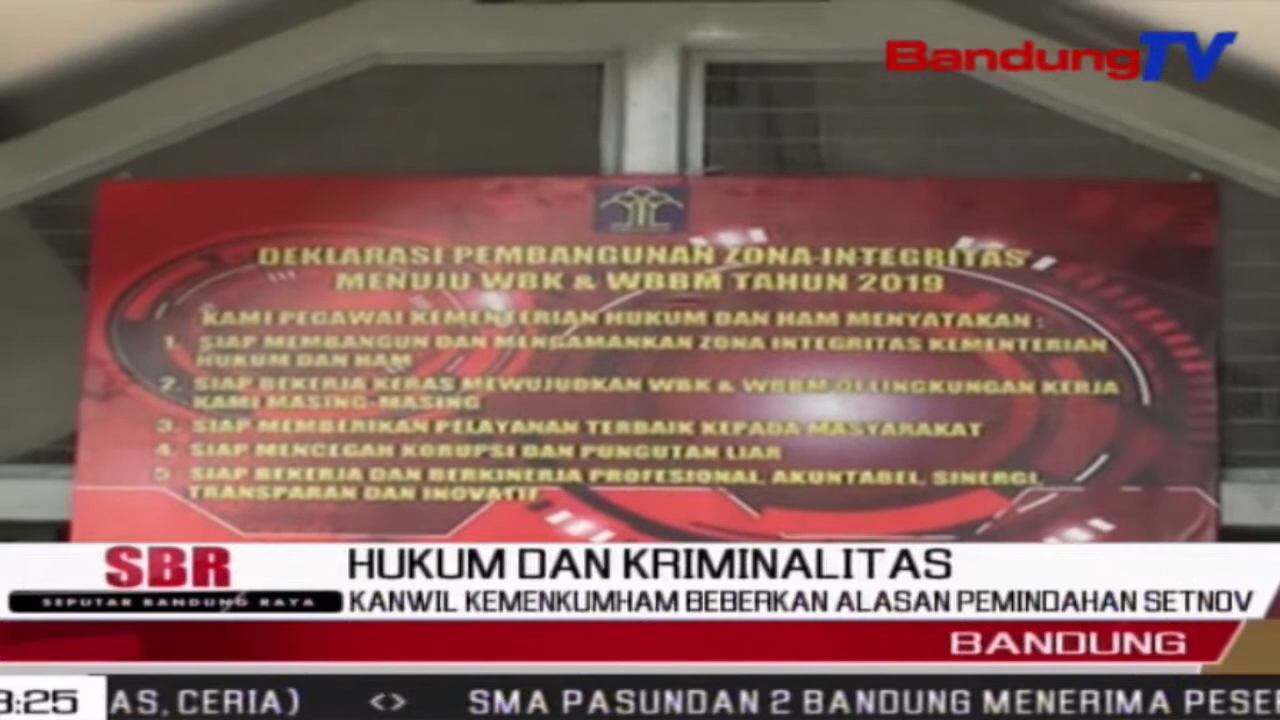 BandungTV
DEKLARASI PEMBANGUNAN ZONA INTEGRITAS
MENUJU WBK & WBBM TAHUN 2019
KAMI PEGAWAI KEMENTERIAN HUKUM DAN HAM MENYATAKAN :
1. SIAP MEMBANGUN DAN MENGAMANKAN ZONA INTEGRITAS KEMENTERIAN
HUKUM DAN HAM
2. SIAP BEKERJA KERAS MEWUJUDKAN WBK & WBBM DI LINGKUNGAN KERJA
KAMI MASING-MASING
3. SIAP MEMBERIKAN PELAYANAN TERBAIK KEPADA MASYARAKAT
4. SIAP MENCEGAH KORUPSI DAN PUNGUTAN LIAR
5. SIAP BEKERJA DAN BERKINERJA PROFESIONAL, AKUNTABEL, SINERGI,
TRANSPARAN DAN INOVATIF
SBR
SEPUTAR BANDUNG RAYA
HUKUM DAN KRIMINALITAS
KANWIL KEMENKUMHAM BEBERKAN ALASAN PEMINDAHAN SETNOV
BANDUNG
3:25
AS, CERIA) <> SMA PASUNDAN 2 BANDUNG MENERIMA PESE